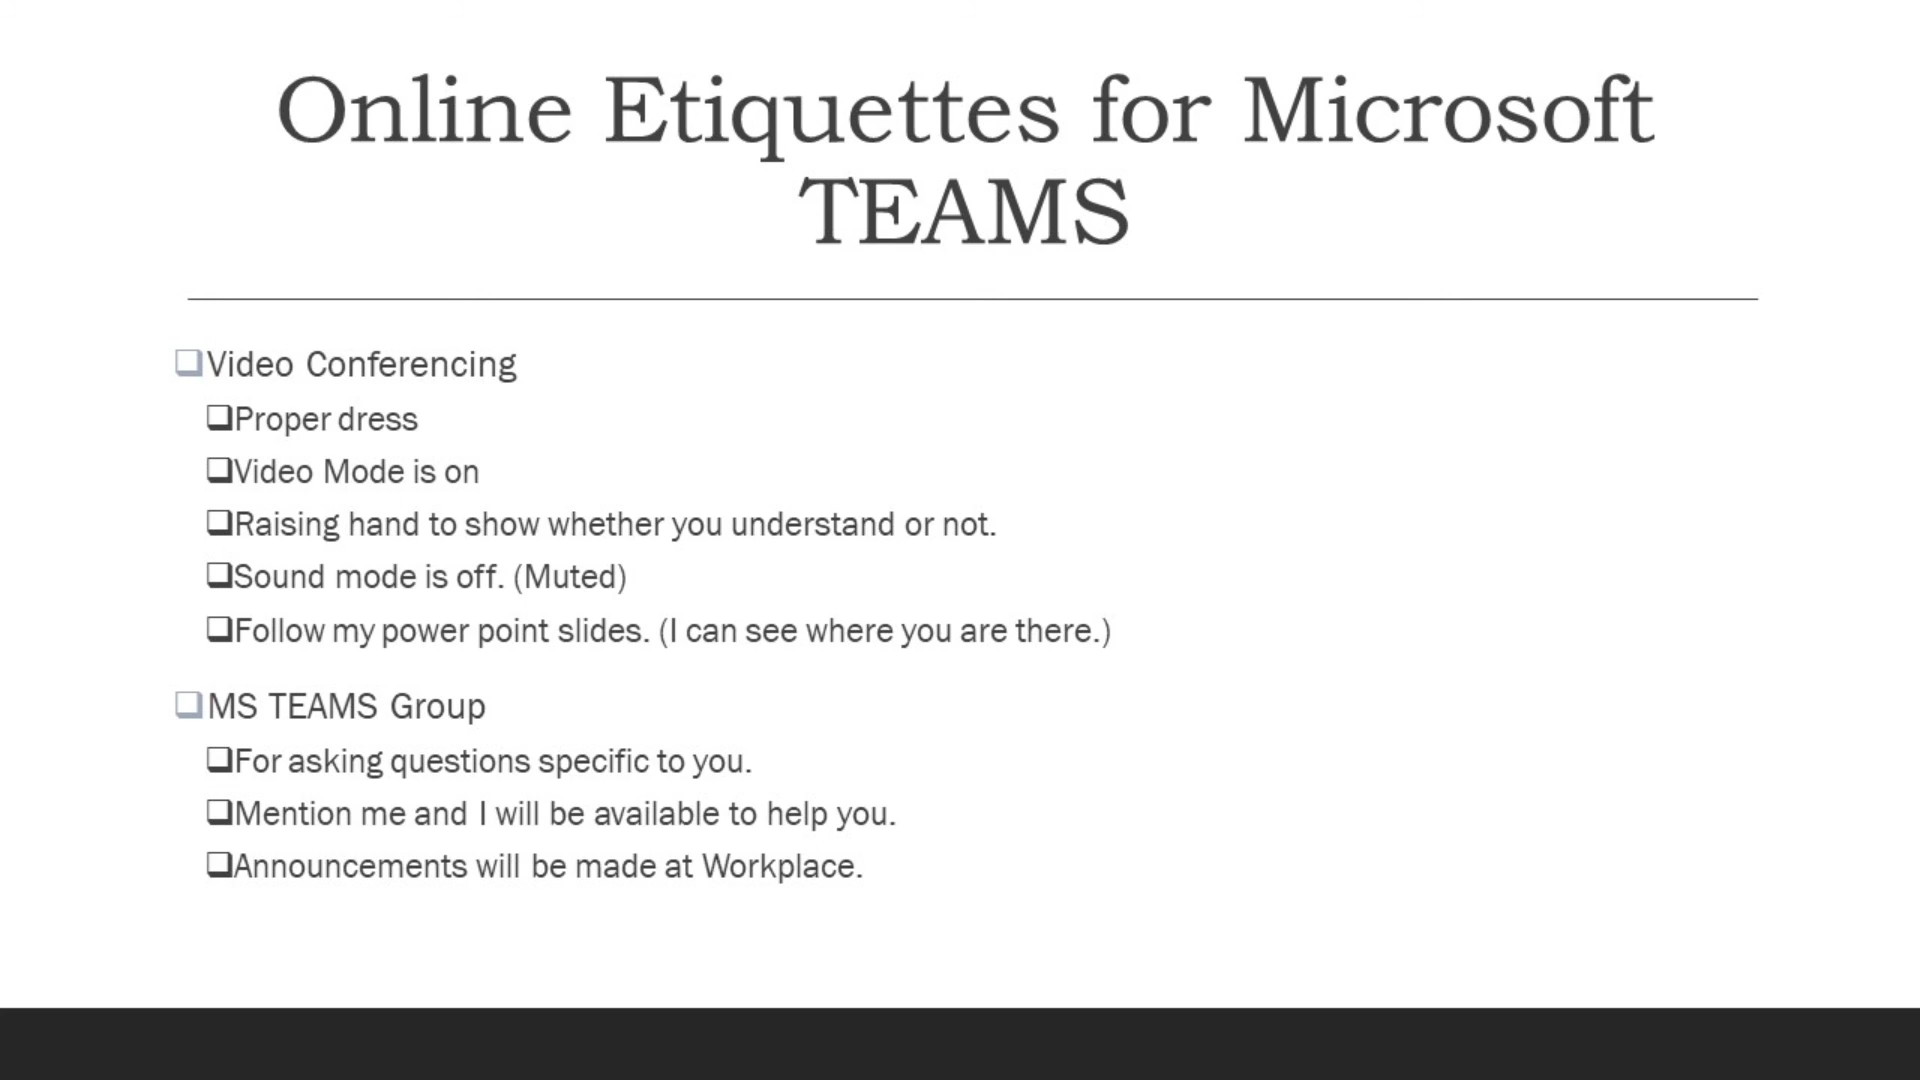 Online Etiquettes for Microsoft
TEAMS
Video Conferencing
Proper dress
Video Mode is on
Raising hand to show whether you understand or not.
Sound mode is off. (Muted)
Follow my power point slides. (I can see where you are there.)
MS TEAMS Group
For asking questions specific to you.
Mention me and I will be available to help you.
Announcements will be made at Workplace.